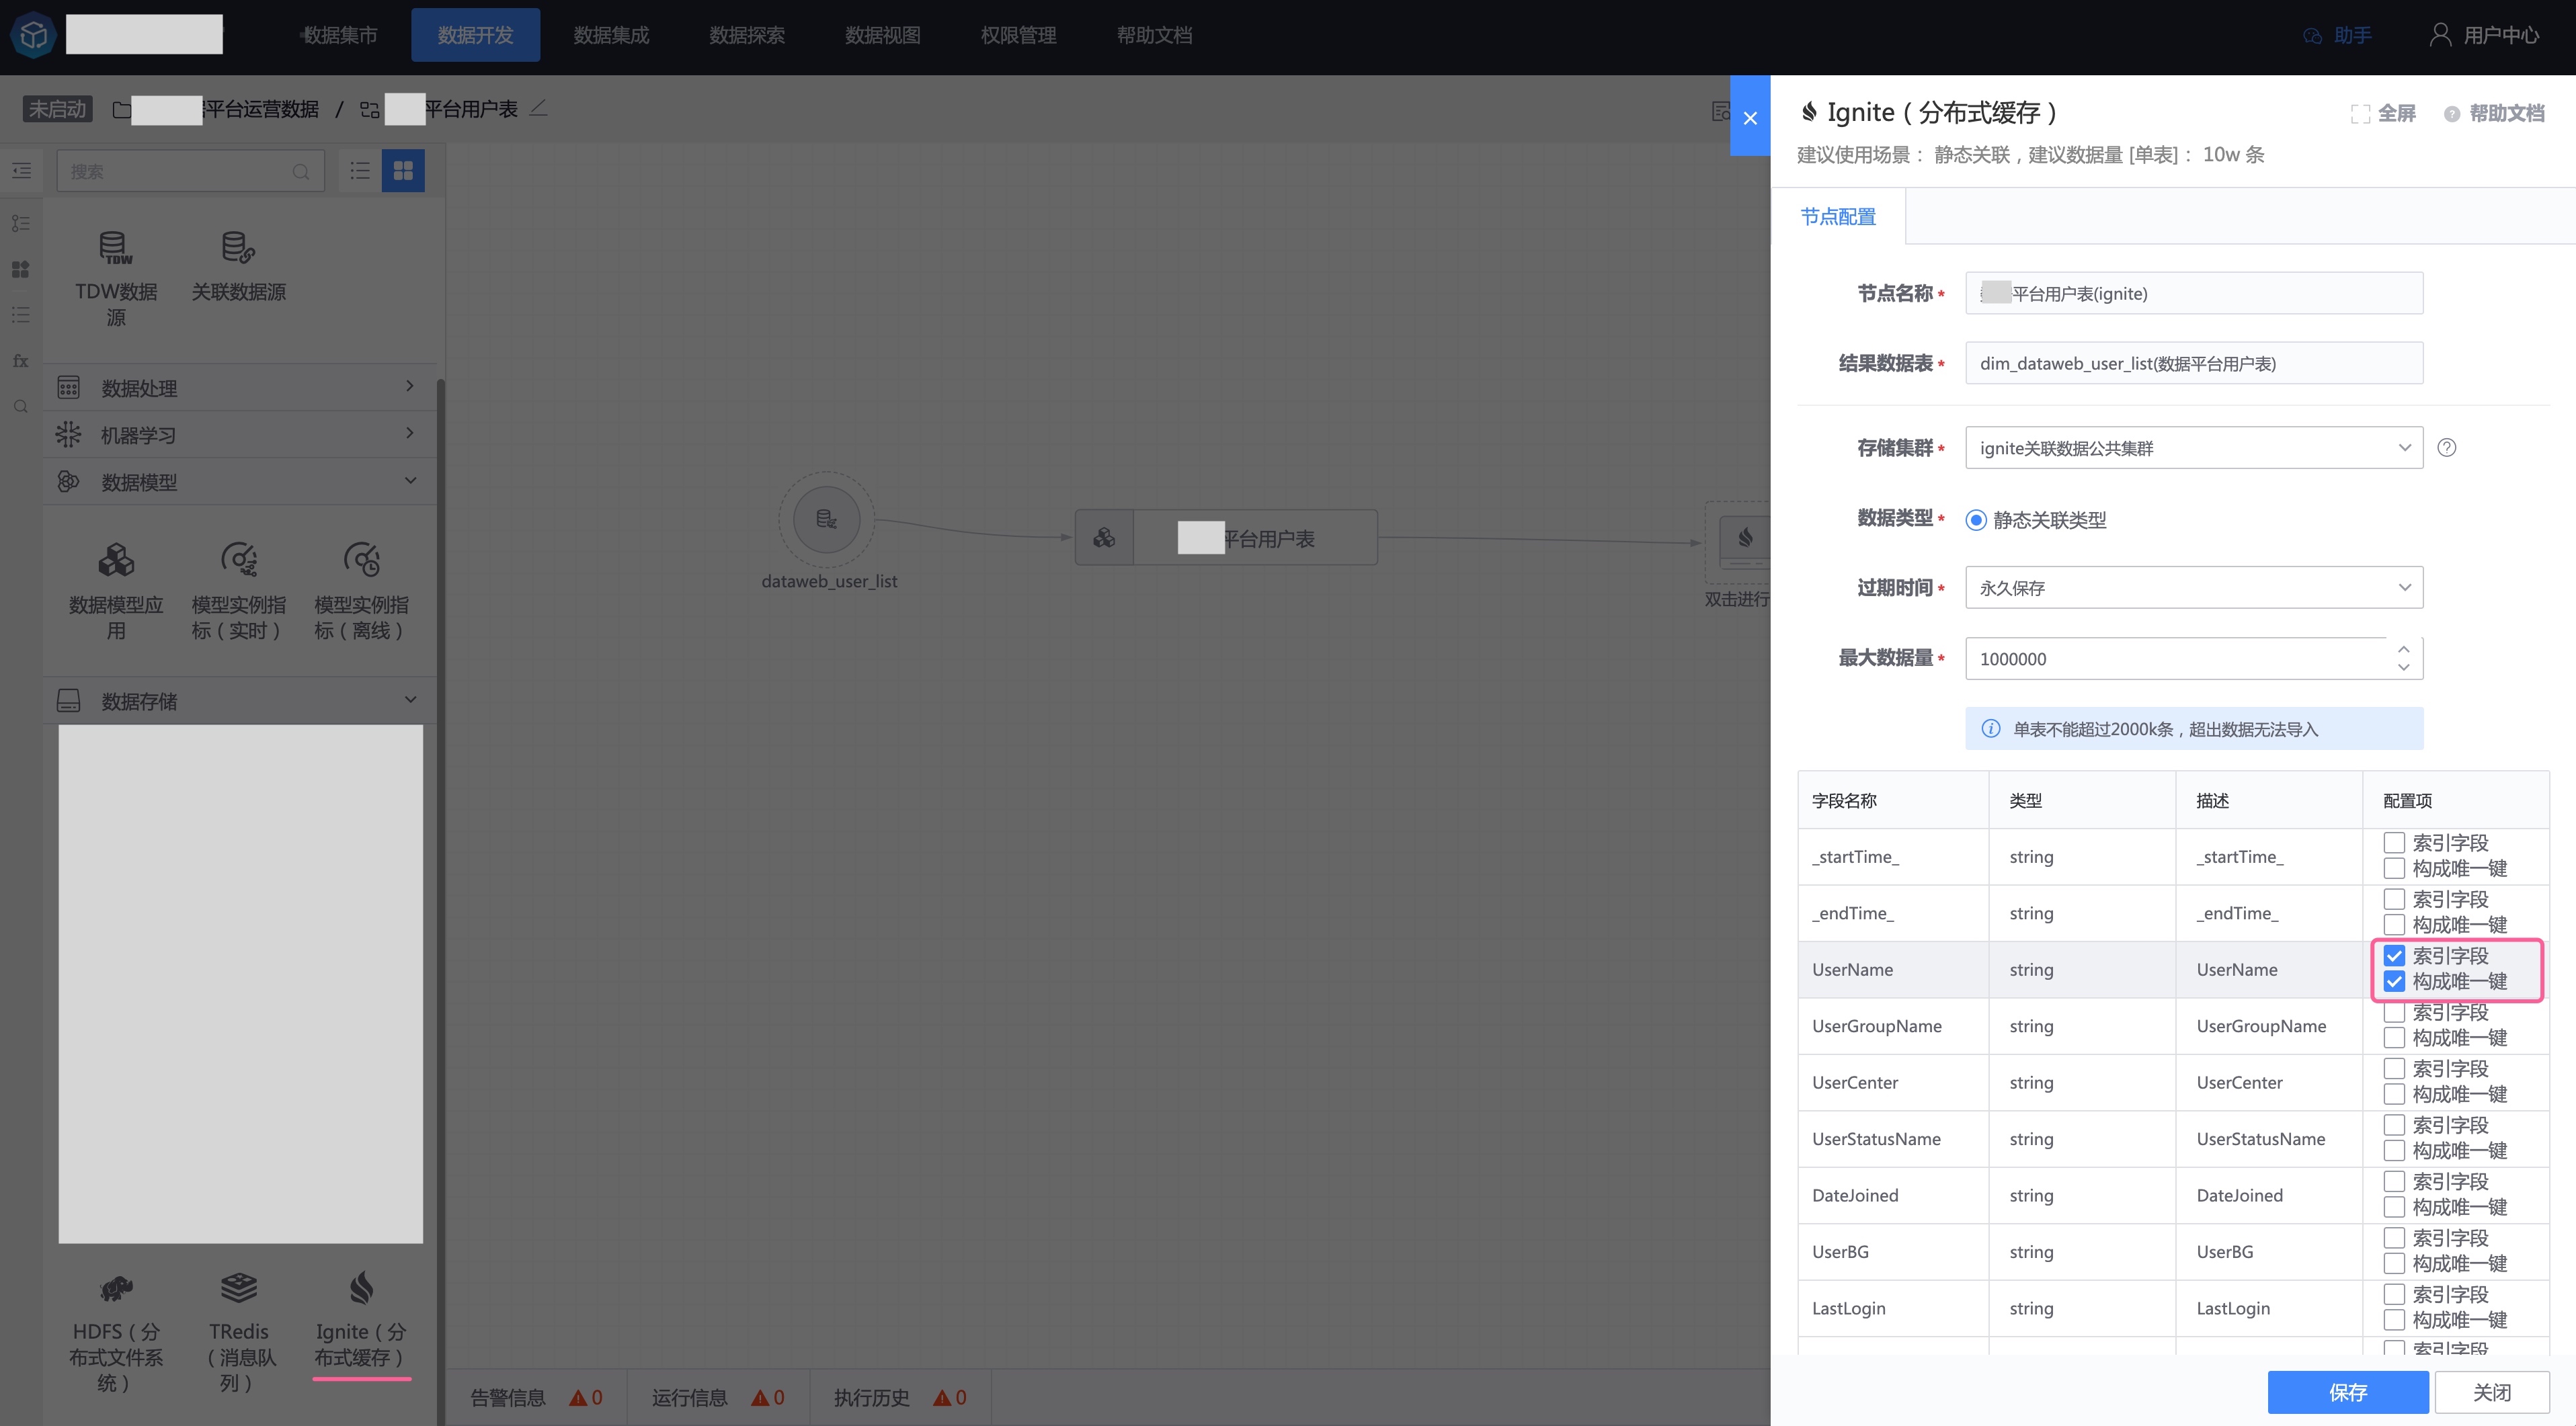 数据集市
数据开发
数据集成
数据探索
数据视图
权限管理
帮助文档
助手
用户中心
未启动
平台运营数据 / 平台用户表
搜索
TDW数据
源
关联数据源
数据处理
机器学习
数据模型
数据模型应
用
模型实例指
标（实时）
模型实例指
标（离线）
数据存储
HDFS（分
布式文件系
统）
TRedis
（消息队
列）
Ignite（分
布式缓存）
fx
dataweb_user_list
平台用户表
双击进行
告警信息 0
运行信息 0
执行历史 0
Ignite（分布式缓存）
全屏
帮助文档
建议使用场景： 静态关联，建议数据量 [单表]： 10w 条
节点配置
节点名称*
平台用户表(ignite)
结果数据表*
dim_dataweb_user_list(数据平台用户表)
存储集群*
ignite关联数据公共集群
数据类型*
静态关联类型
过期时间*
永久保存
最大数据量*
1000000
单表不能超过2000k条，超出数据无法导入
字段名称 类型 描述 配置项
_startTime_ string _startTime_
索引字段
构成唯一键
_endTime_ string _endTime_
索引字段
构成唯一键
UserName string UserName
索引字段
构成唯一键
UserGroupName string UserGroupName
索引字段
构成唯一键
UserCenter string UserCenter
索引字段
构成唯一键
UserStatusName string UserStatusName
索引字段
构成唯一键
DateJoined string DateJoined
索引字段
构成唯一键
UserBG string UserBG
索引字段
构成唯一键
LastLogin string LastLogin
索引字段
构成唯一键
索引字段
保存
关闭